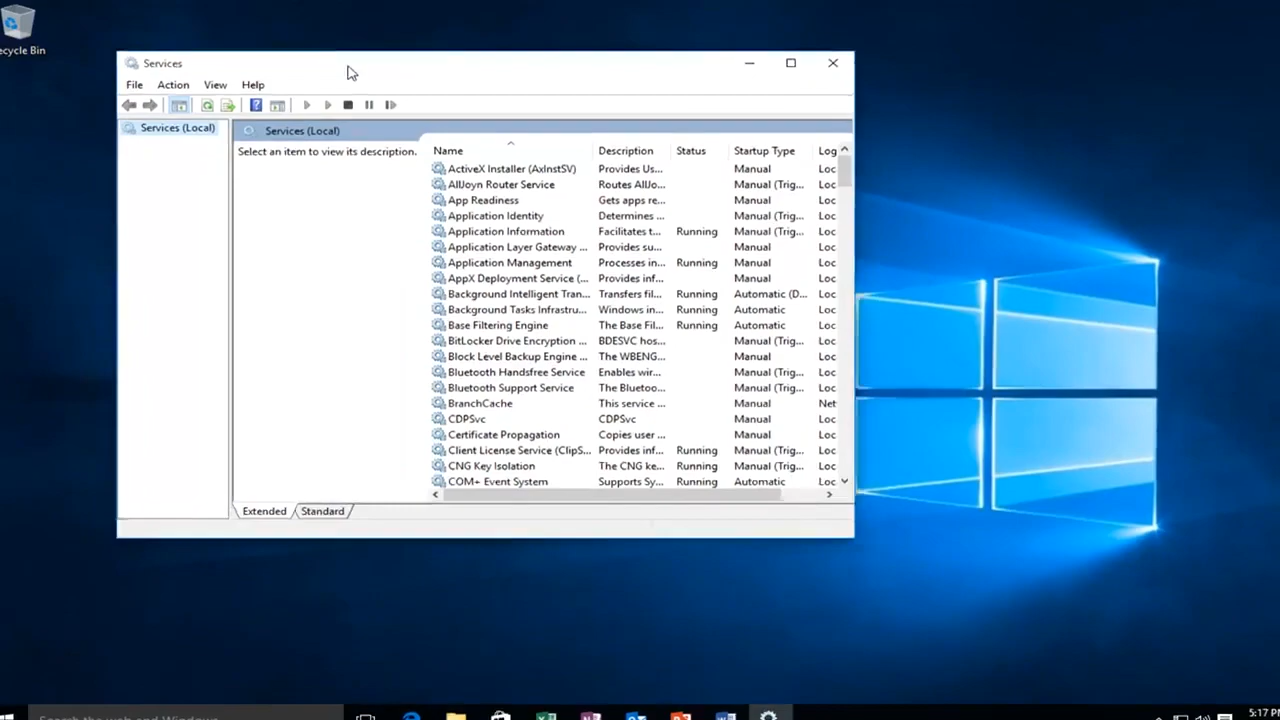 ecycle Bin
Services
File Action View Help
Services (Local)
Services (Local)
Select an item to view its description.
Name Description Status Startup Type Log
ActiveX Installer (AxInstSV) Provides Us... Manual Loc
AllJoyn Router Service Routes AllJo... Manual (Trig... Loc
App Readiness Gets apps re... Manual Loc
Application Identity Determines ... Manual (Trig... Loc
Application Information Facilitates t... Running Manual (Trig... Loc
Application Layer Gateway ... Provides su... Manual Loc
Application Management Processes in... Running Manual Loc
AppX Deployment Service (... Provides inf... Manual Loc
Background Intelligent Tran... Transfers fil... Running Automatic (D... Loc
Background Tasks Infrastru... Windows in... Running Automatic Loc
Base Filtering Engine The Base Fil... Running Automatic Loc
BitLocker Drive Encryption ... BDESVC hos... Manual (Trig... Loc
Block Level Backup Engine ... The WBENG... Manual Loc
Bluetooth Handsfree Service Enables wir... Manual (Trig... Loc
Bluetooth Support Service The Bluetoo... Manual (Trig... Loc
BranchCache This service ... Manual Net
CDPSvc CDPSvc Manual Loc
Certificate Propagation Copies user ... Manual Loc
Client License Service (ClipS... Provides inf... Running Manual (Trig... Loc
CNG Key Isolation The CNG ke... Running Manual (Trig... Loc
COM+ Event System Supports Sy... Running Automatic Loc
Extended Standard
Search the web and Windows
5:17 PM